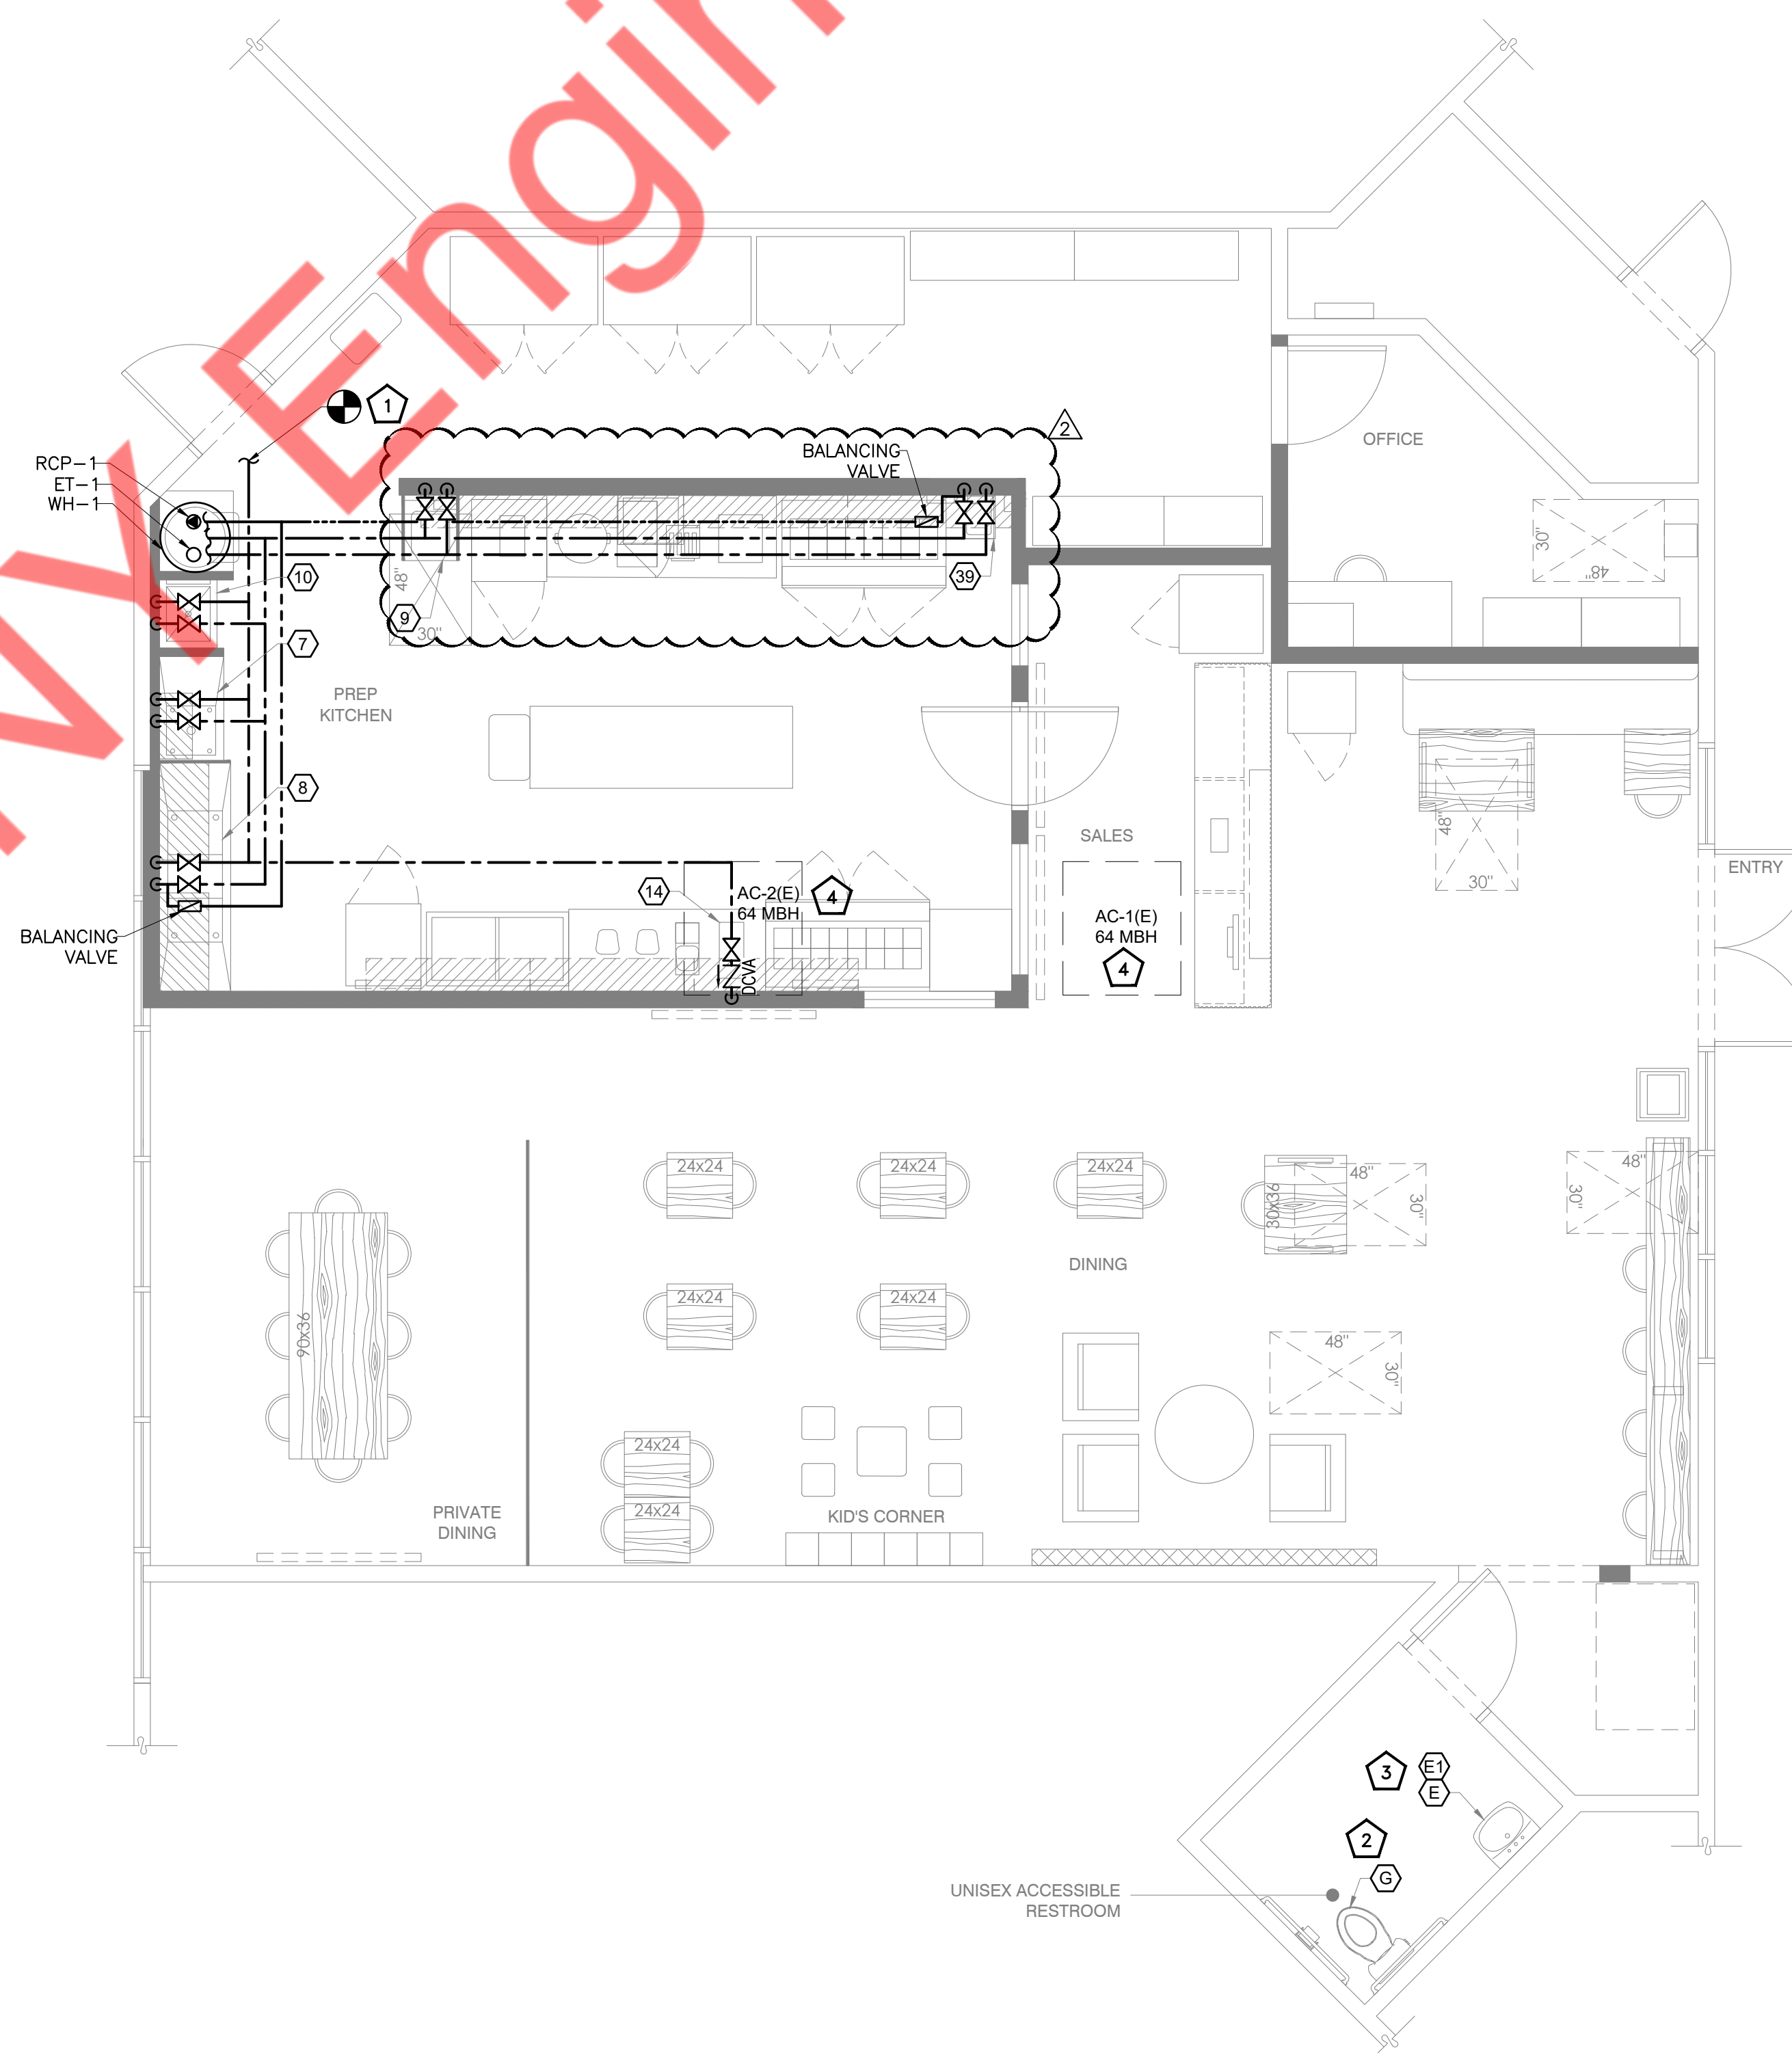 MY Engin
1
2
BALANCING
VALVE
OFFICE
RCP-1
ET-1
WH-1
30"
48"
10
48"
9
30"
39
7
PREP
KITCHEN
8
SALES
48"
30"
ENTRY
14
AC-2(E)
64 MBH
4
AC-1(E)
64 MBH
4
DCVA
BALANCING
VALVE
24x24
24x24
24x24
30x36
48"
30"
48"
30"
DINING
24x24
24x24
90x36
48"
30"
24x24
24x24
PRIVATE
DINING
KID'S CORNER
3
E1
E
2
G
UNISEX ACCESSIBLE
RESTROOM